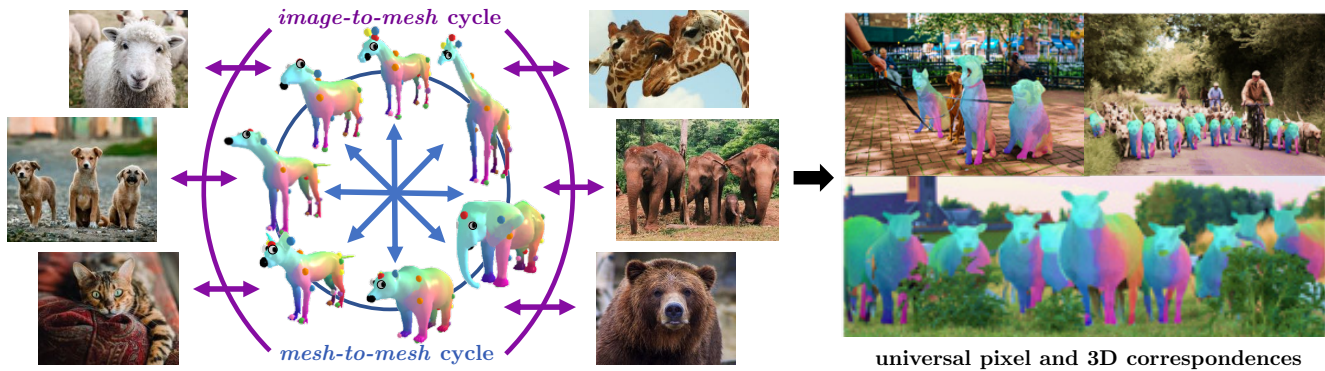 image-to-mesh cycle
mesh-to-mesh cycle
universal pixel and 3D correspondences